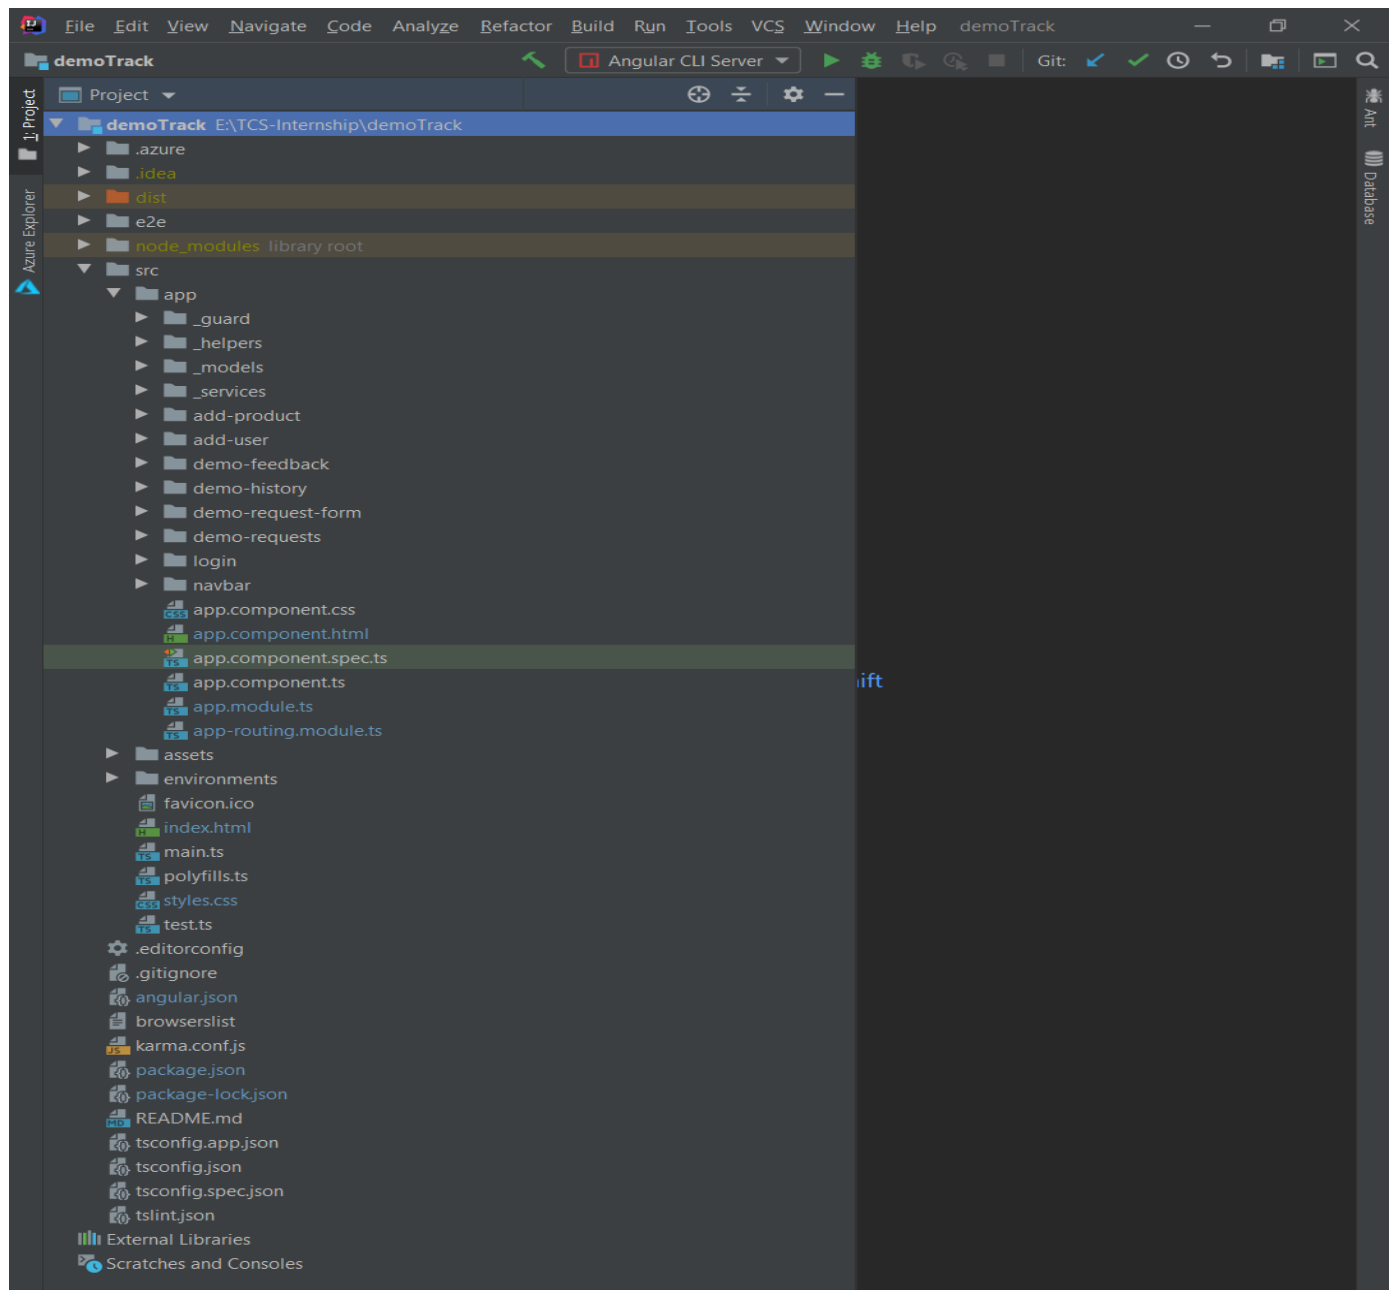 File Edit View Navigate Code Analyze Refactor Build Run Tools VCS Window Help demoTrack
demoTrack Angular CLI Server Git:
1: Project
Azure Explorer
Project
demoTrack E:\TCS-Internship\demoTrack
.azure
.idea
dist
e2e
node_modules library root
src
app
_guard
_helpers
_models
_services
add-product
add-user
demo-feedback
demo-history
demo-request-form
demo-requests
login
navbar
app.component.css
app.component.html
app.component.spec.ts
app.component.ts
app.module.ts
app-routing.module.ts
assets
environments
favicon.ico
index.html
main.ts
polyfills.ts
styles.css
test.ts
.editorconfig
.gitignore
angular.json
browserslist
karma.conf.js
package.json
package-lock.json
README.md
tsconfig.app.json
tsconfig.json
tsconfig.spec.json
tslint.json
External Libraries
Scratches and Consoles
Ant
Database